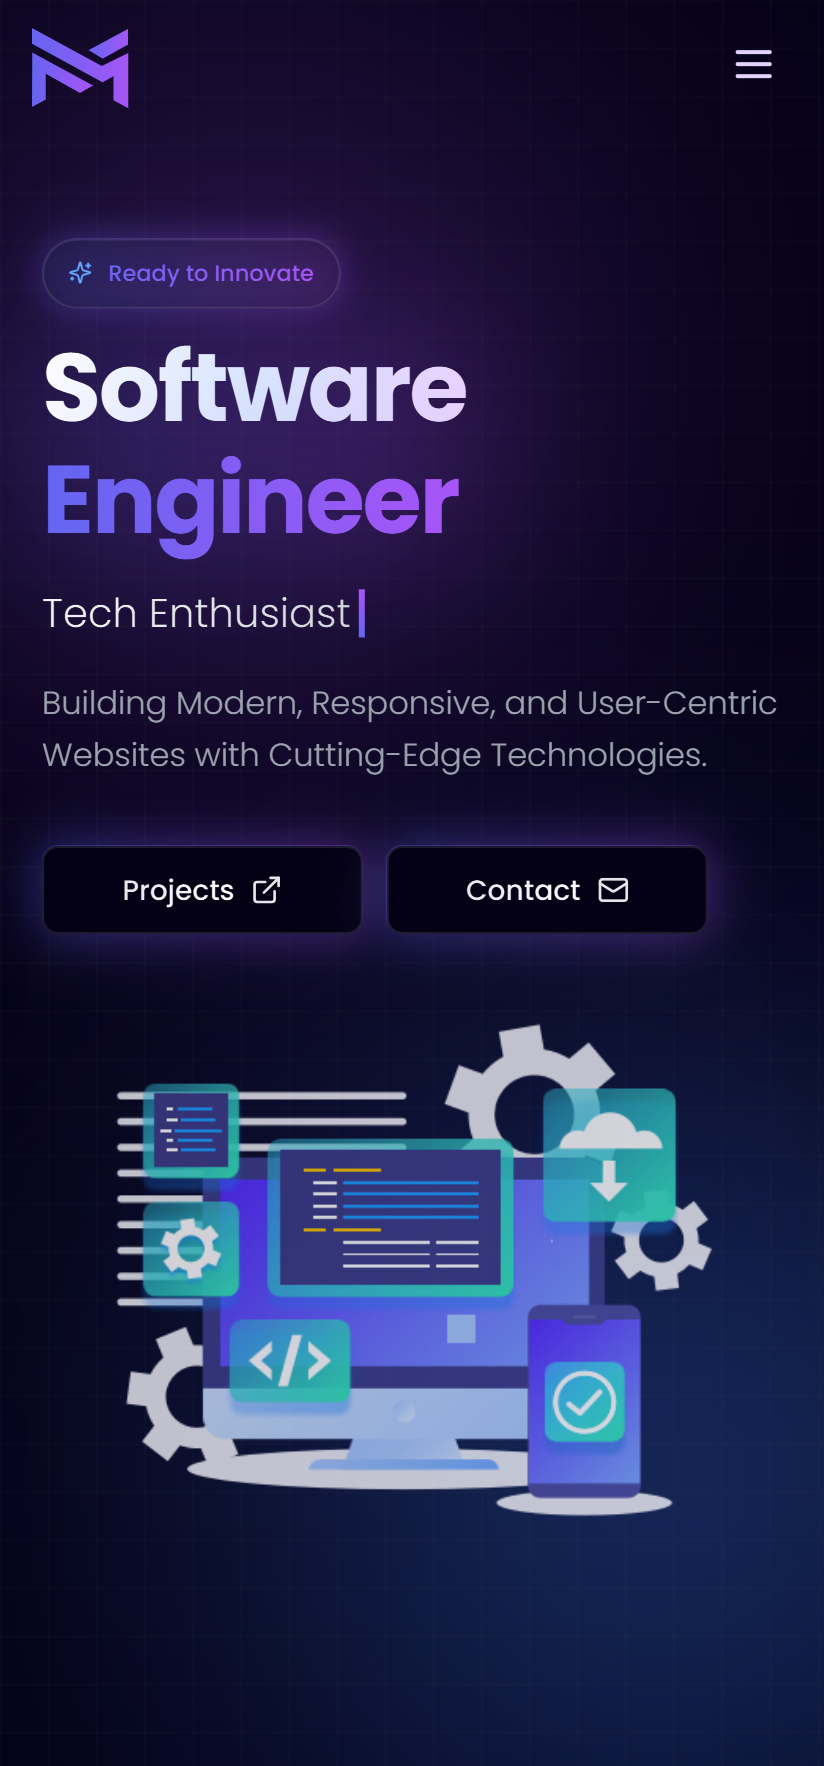 Ready to Innovate
Software
Engineer
Tech Enthusiast
Building Modern, Responsive, and User-Centric
Websites with Cutting-Edge Technologies.
Projects
Contact
</>